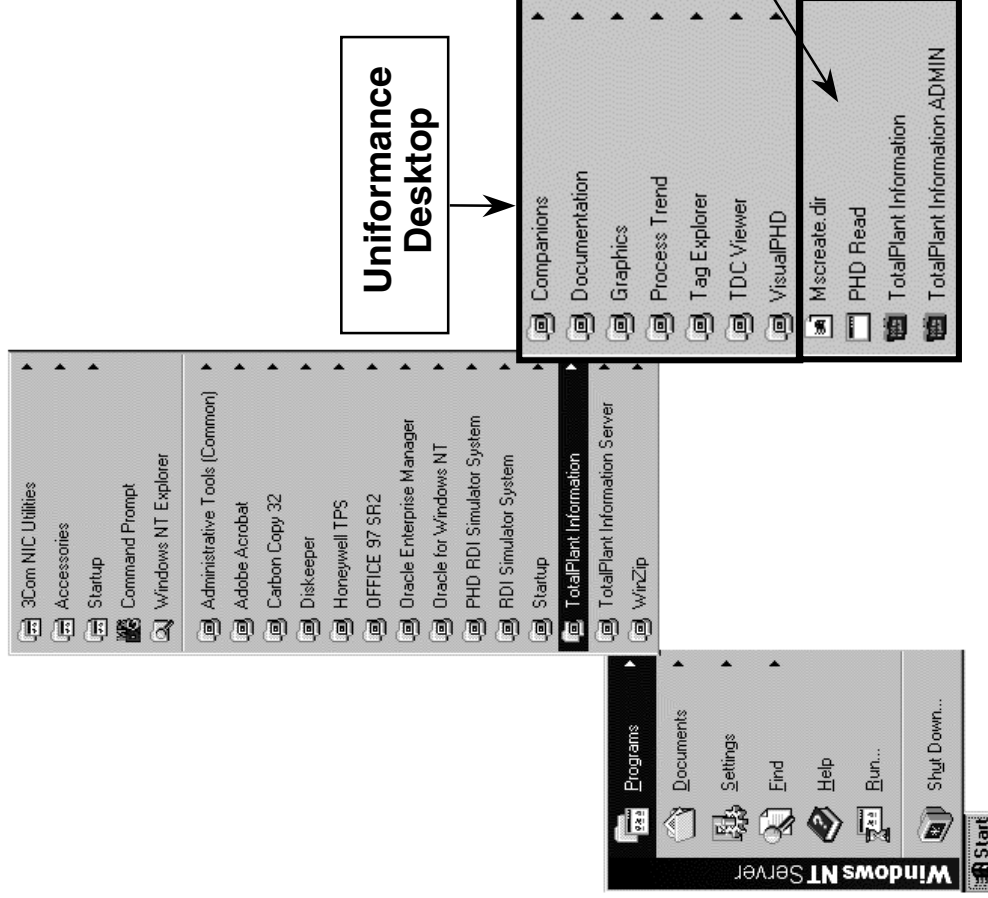 Uniformance
Desktop
3Com NIC Utilities
Accessories
Startup
Command Prompt
Windows NT Explorer
Administrative Tools (Common)
Adobe Acrobat
Carbon Copy 32
Diskeeper
Honeywell TPS
OFFICE 97 SR2
Oracle Enterprise Manager
Oracle for Windows NT
PHD RDI Simulator System
RDI Simulator System
Startup
TotalPlant Information
TotalPlant Information Server
WinZip
Companions
Documentation
Graphics
Process Trend
Tag Explorer
TDC Viewer
VisualPHD
Mscreate.dir
PHD Read
TotalPlant Information
TotalPlant Information ADMIN
Programs
Documents
Settings
Find
Help
Run...
Shut Down...
Windows NT Server
Start